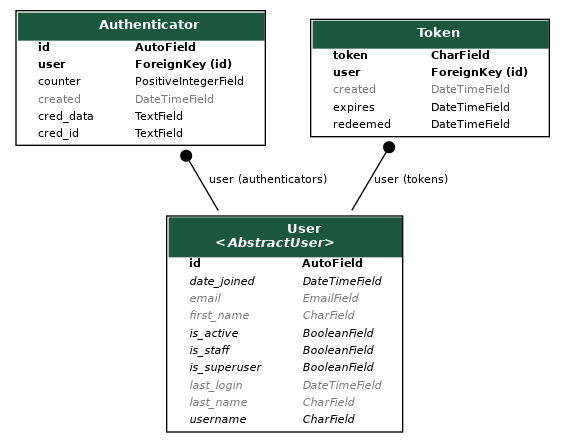 Authenticator
id AutoField
user ForeignKey (id)
counter PositiveIntegerField
created DateTimeField
cred_data TextField
cred_id TextField
Token
token CharField
user ForeignKey (id)
created DateTimeField
expires DateTimeField
redeemed DateTimeField
user (authenticators)
user (tokens)
User
<AbstractUser>
id AutoField
date_joined DateTimeField
email EmailField
first_name CharField
is_active BooleanField
is_staff BooleanField
is_superuser BooleanField
last_login DateTimeField
last_name CharField
username CharField